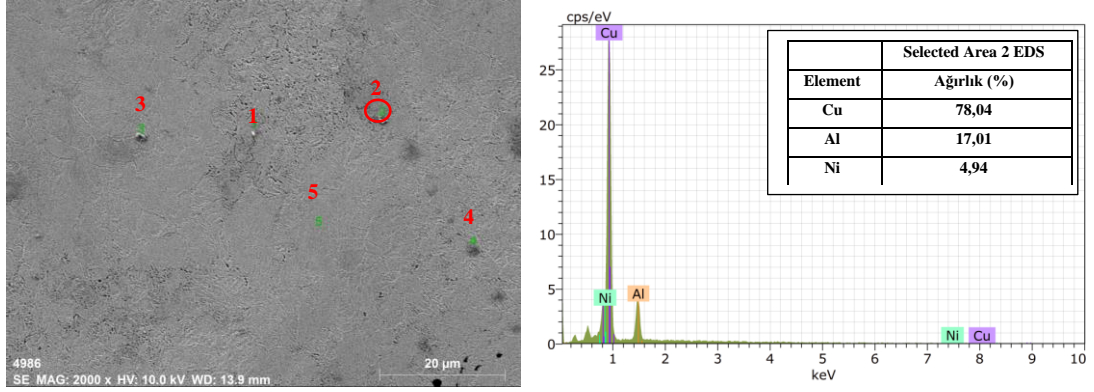 3
1
2
5
4
3
5
4
4986
20 µm
SE MAG: 2000 x HV: 10.0 kV WD: 13.9 mm
cps/eV
Cu
25
20
15
10
5
0
Ni
Al
Ni
Cu
1
2
3
4
5
6
7
8
9
10
keV
Selected Area 2 EDS
Element
Ağırlık (%)
Cu
78,04
Al
17,01
Ni
4,94